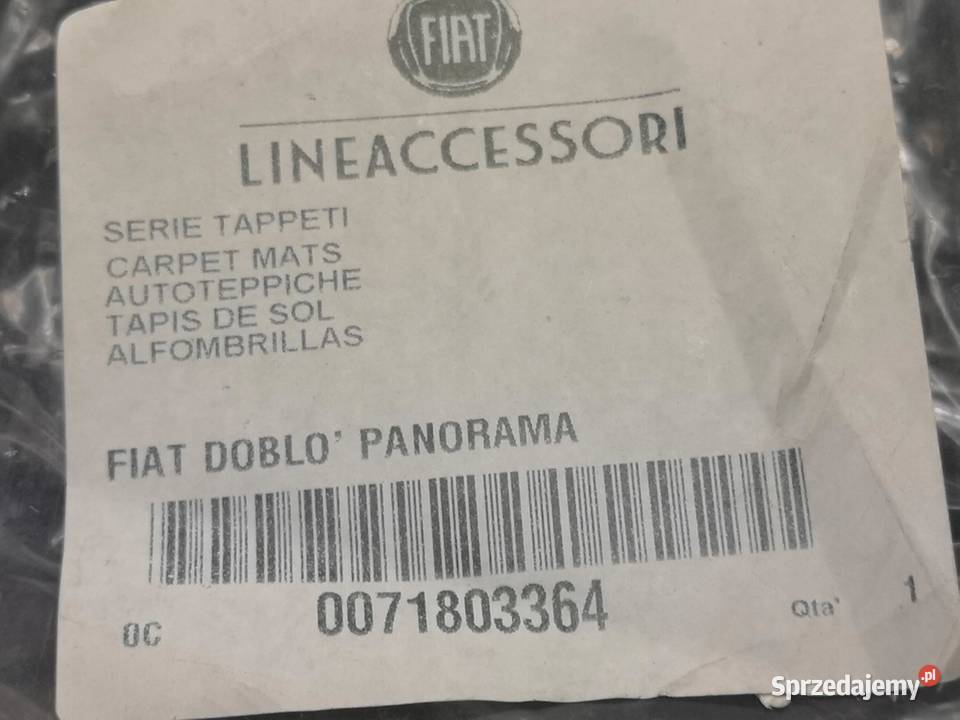 FIAT
LINEACCESSORI
SERIE TAPPETI
CARPET MATS
AUTOTEPPICHE
TAPIS DE SOL
ALFOMBRILLAS
FIAT DOBLO' PANORAMA
0071803364
0C
Qta' 1
Sprzedajemy.pl